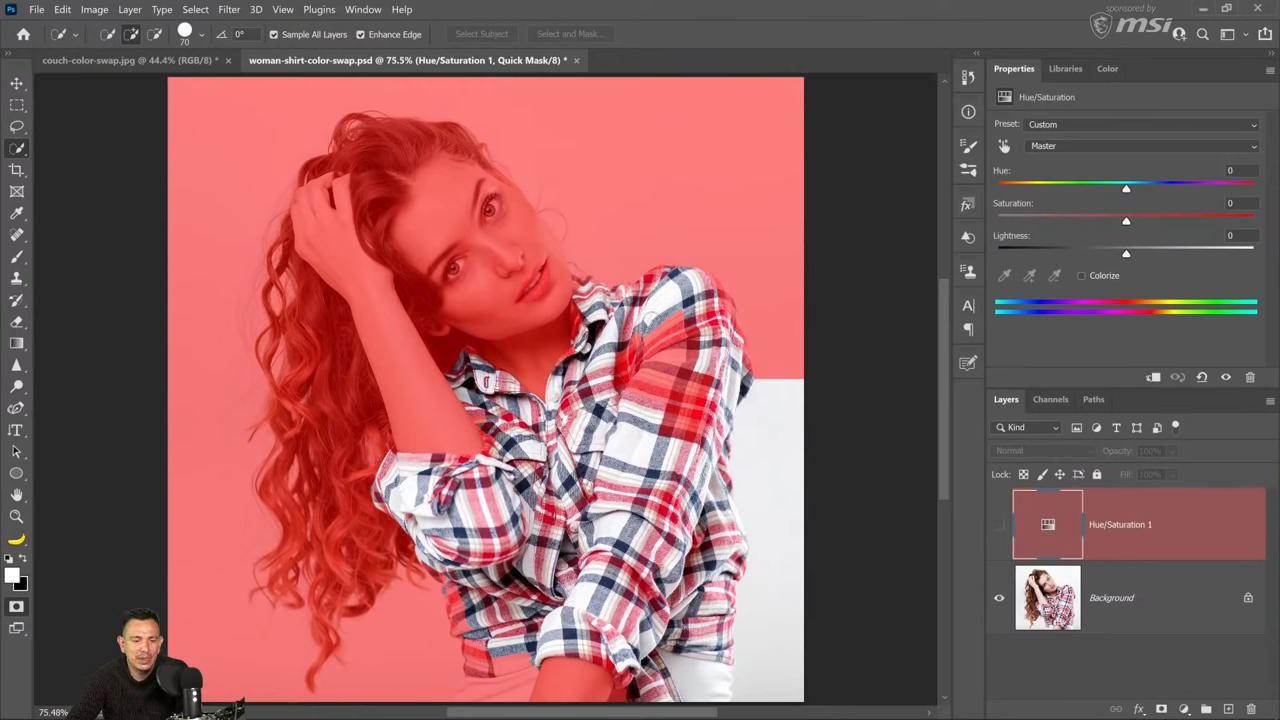 sponsored by
msi
Ps File Edit Image Layer Type Select Filter 3D View Plugins Window Help
70 0° Sample All Layers Enhance Edge Select Subject Select and Mask...
couch-color-swap.jpg @ 44.4% (RGB/8) * × woman-shirt-color-swap.psd @ 75.5% (Hue/Saturation 1, Quick Mask/8) * ×
Properties Libraries Color
Hue/Saturation
Preset: Custom
Master
Hue: 0
Saturation: 0
Lightness: 0
Colorize
Layers Channels Paths
Kind
Normal Opacity: 100%
Lock: Fill: 100%
Hue/Saturation 1
Background
75.48%